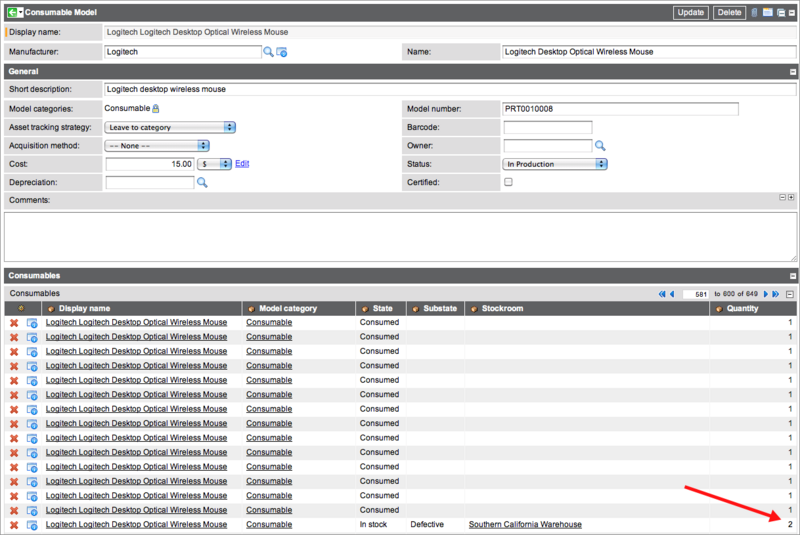 Consumable Model Update Delete
Display name: Logitech Logitech Desktop Optical Wireless Mouse
Manufacturer: Logitech Name: Logitech Desktop Optical Wireless Mouse
General
Short description: Logitech desktop wireless mouse
Model categories: Consumable Model number: PRT0010008
Asset tracking strategy: Leave to category Barcode:
Acquisition method: -- None -- Owner:
Cost: 15.00 $ Edit Status: In Production
Depreciation: Certified:
Comments:
Consumables
Consumables 581 to 600 of 649
Display name Model category State Substate Stockroom Quantity
Logitech Logitech Desktop Optical Wireless Mouse Consumable Consumed 1
Logitech Logitech Desktop Optical Wireless Mouse Consumable Consumed 1
Logitech Logitech Desktop Optical Wireless Mouse Consumable Consumed 1
Logitech Logitech Desktop Optical Wireless Mouse Consumable Consumed 1
Logitech Logitech Desktop Optical Wireless Mouse Consumable Consumed 1
Logitech Logitech Desktop Optical Wireless Mouse Consumable Consumed 1
Logitech Logitech Desktop Optical Wireless Mouse Consumable Consumed 1
Logitech Logitech Desktop Optical Wireless Mouse Consumable Consumed 1
Logitech Logitech Desktop Optical Wireless Mouse Consumable Consumed 1
Logitech Logitech Desktop Optical Wireless Mouse Consumable Consumed 1
Logitech Logitech Desktop Optical Wireless Mouse Consumable Consumed 1
Logitech Logitech Desktop Optical Wireless Mouse Consumable Consumed 1
Logitech Logitech Desktop Optical Wireless Mouse Consumable Consumed 1
Logitech Logitech Desktop Optical Wireless Mouse Consumable Consumed 1
Logitech Logitech Desktop Optical Wireless Mouse Consumable In stock Defective Southern California Warehouse 2